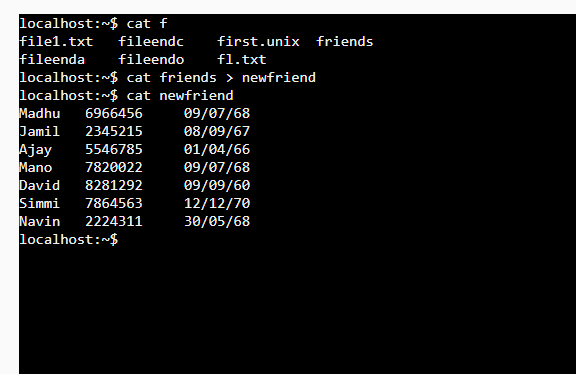 localhost:~$ cat f
file1.txt   fileendc    first.unix  friends
fileenda    fileendo    fl.txt
localhost:~$ cat friends > newfriend
localhost:~$ cat newfriend
Madhu   6966456     09/07/68
Jamil   2345215     08/09/67
Ajay    5546785     01/04/66
Mano    7820022     09/07/68
David   8281292     09/09/60
Simmi   7864563     12/12/70
Navin   2224311     30/05/68
localhost:~$